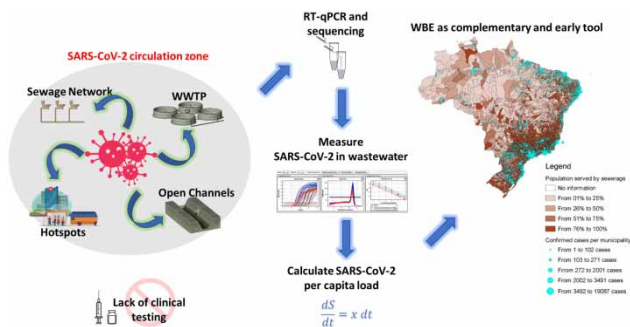 SARS-CoV-2 circulation zone
Sewage Network
WWTP
Hotspots
Open Channels
Lack of clinical
testing
RT-qPCR and
sequencing
Measure
SARS-CoV-2 in wastewater
Calculate SARS-CoV-2
per capita load
dS
dt
= x dt
WBE as complementary and early tool
Legend
Population served by sewerage
No information
From 31% to 25%
From 26% to 50%
From 51% to 75%
From 76% to 100%
Confirmed cases per municipality
From 1 to 102 cases
From 103 to 271 cases
From 272 to 2001 cases
From 2002 to 3491 cases
From 3492 to 19097 cases